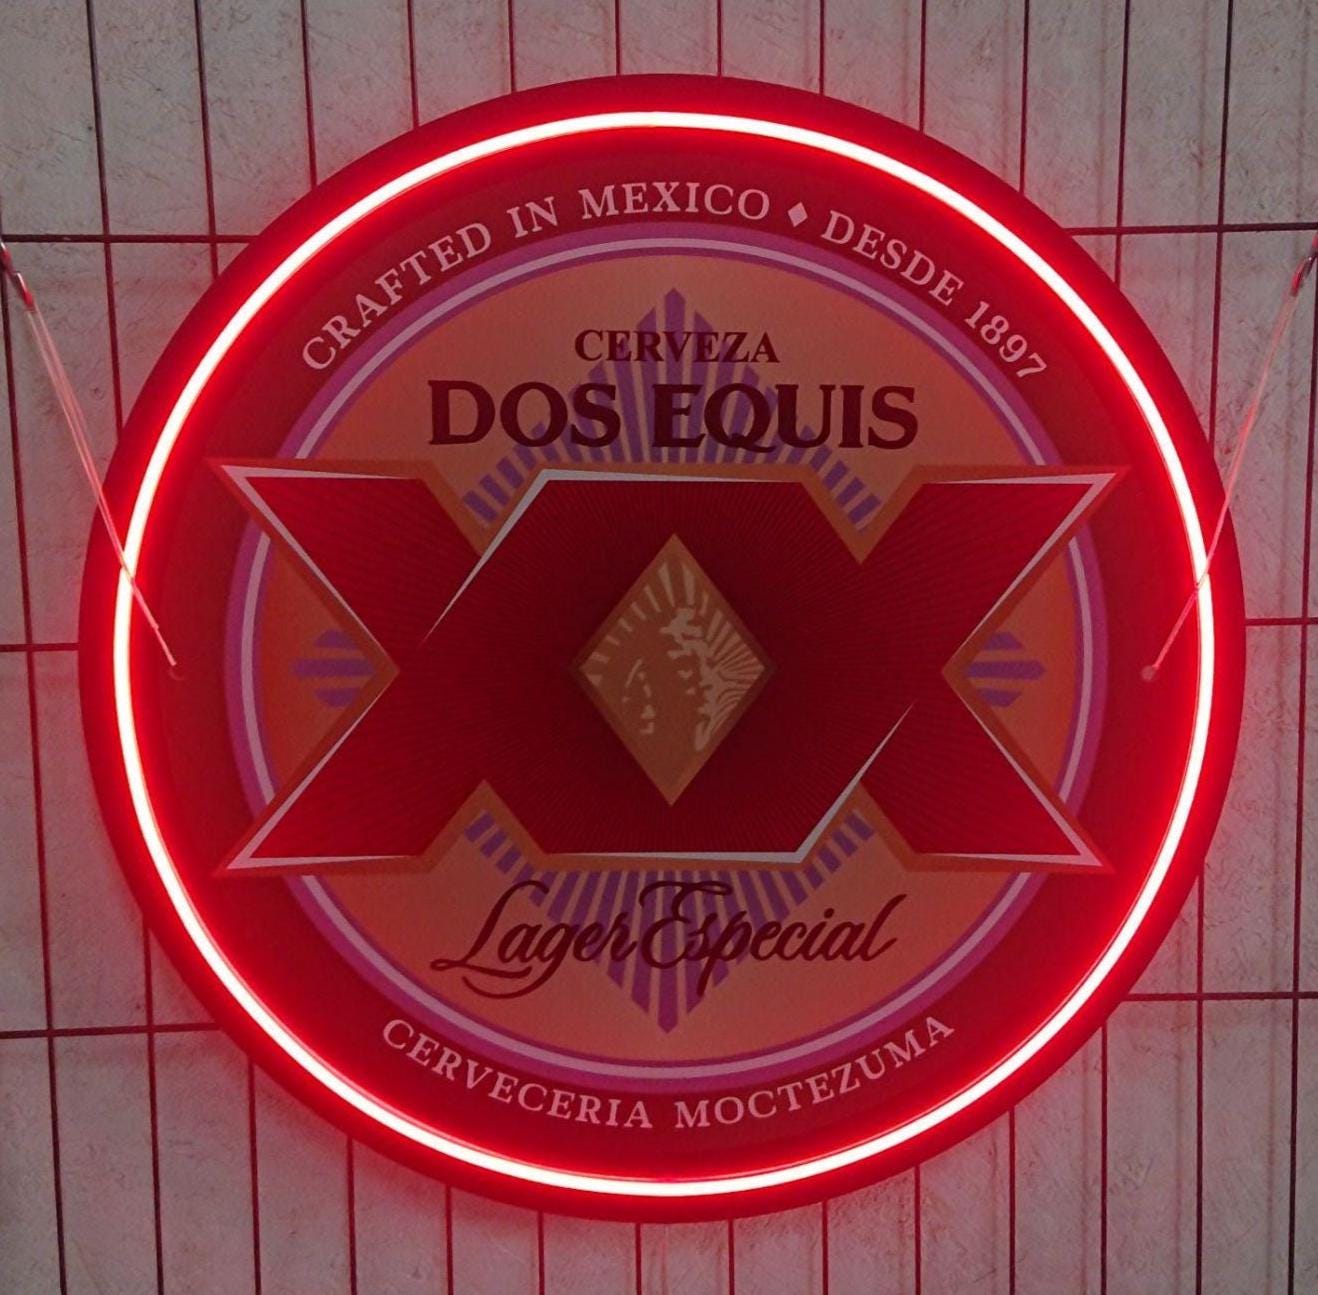 CRAFTED IN MEXICO ♦ DESDE 1897
CERVEZA
DOS EQUIS
XX
Lager Especial
CERVECERIA MOCTEZUMA